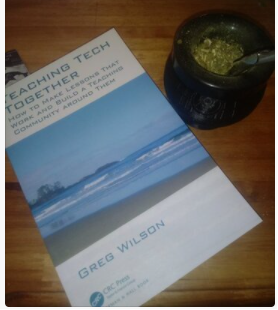 TEACHING TECH
TOGETHER
HOW TO MAKE LESSONS THAT
WORK AND BUILD A TEACHING
COMMUNITY AROUND THEM
GREG WILSON
CRC Press